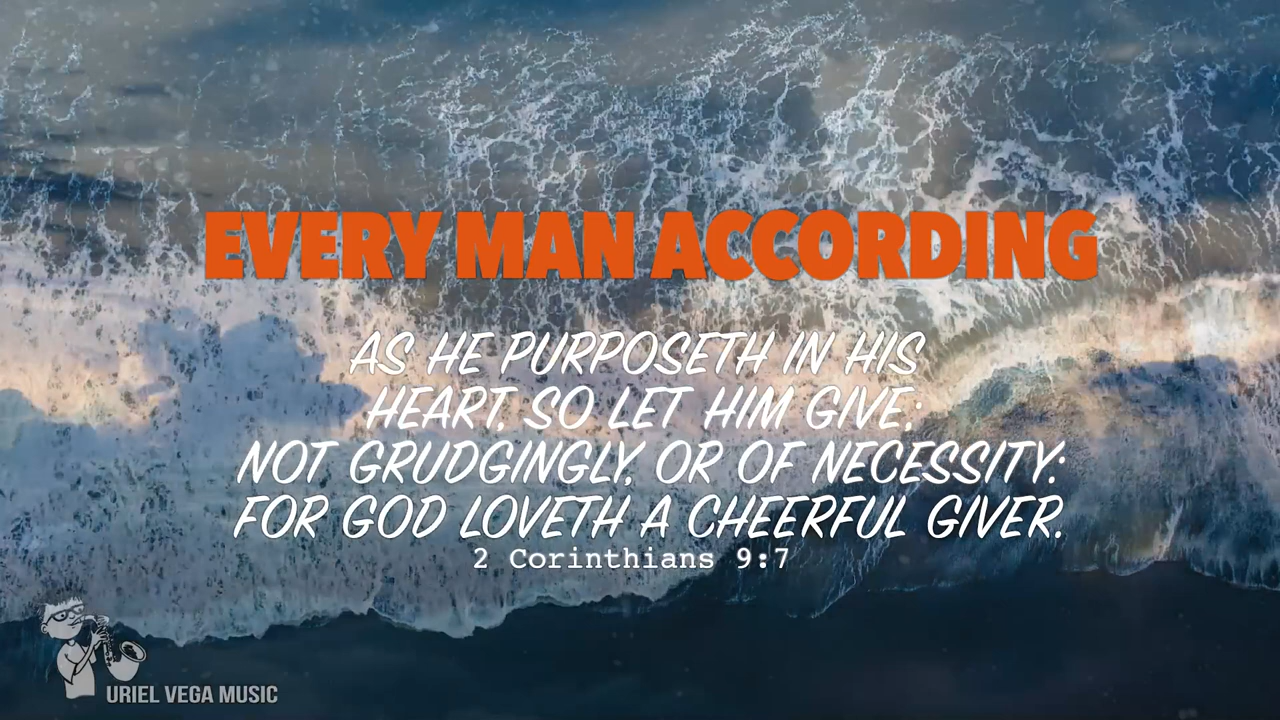 EVERY MAN ACCORDING
AS HE PURPOSETH IN HIS
HEART, SO LET HIM GIVE;
NOT GRUDGINGLY, OR OF NECESSITY:
FOR GOD LOVETH A CHEERFUL GIVER.
2 Corinthians 9:7
URIEL VEGA MUSIC